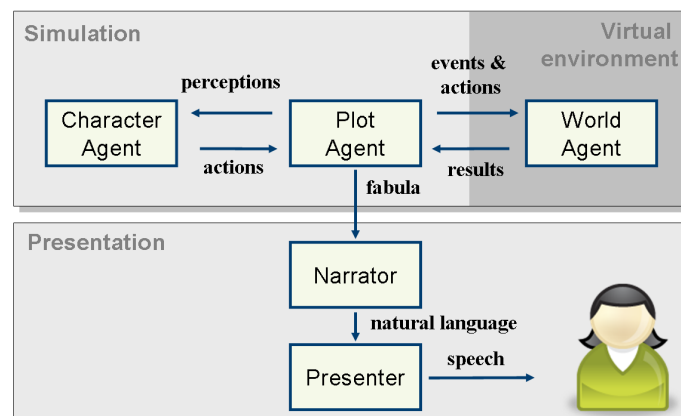 Simulation
Virtual
environment
perceptions
events &
actions
Character
Agent
Plot
Agent
World
Agent
actions
results
fabula
Presentation
Narrator
natural language
Presenter
speech